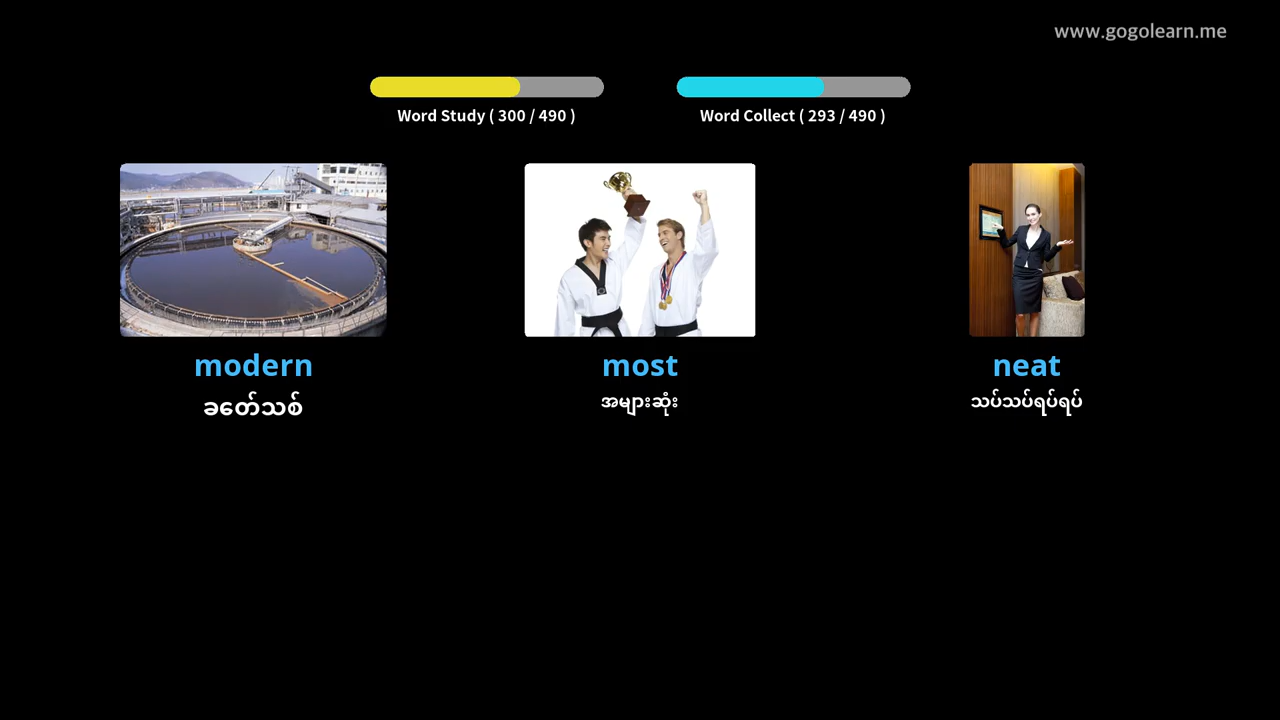 www.gogolearn.me
Word Study ( 300 / 490 )
Word Collect ( 293 / 490 )
modern
most
neat
ခေတ်သစ်
အများဆုံး
သပ်သပ်ရပ်ရပ်